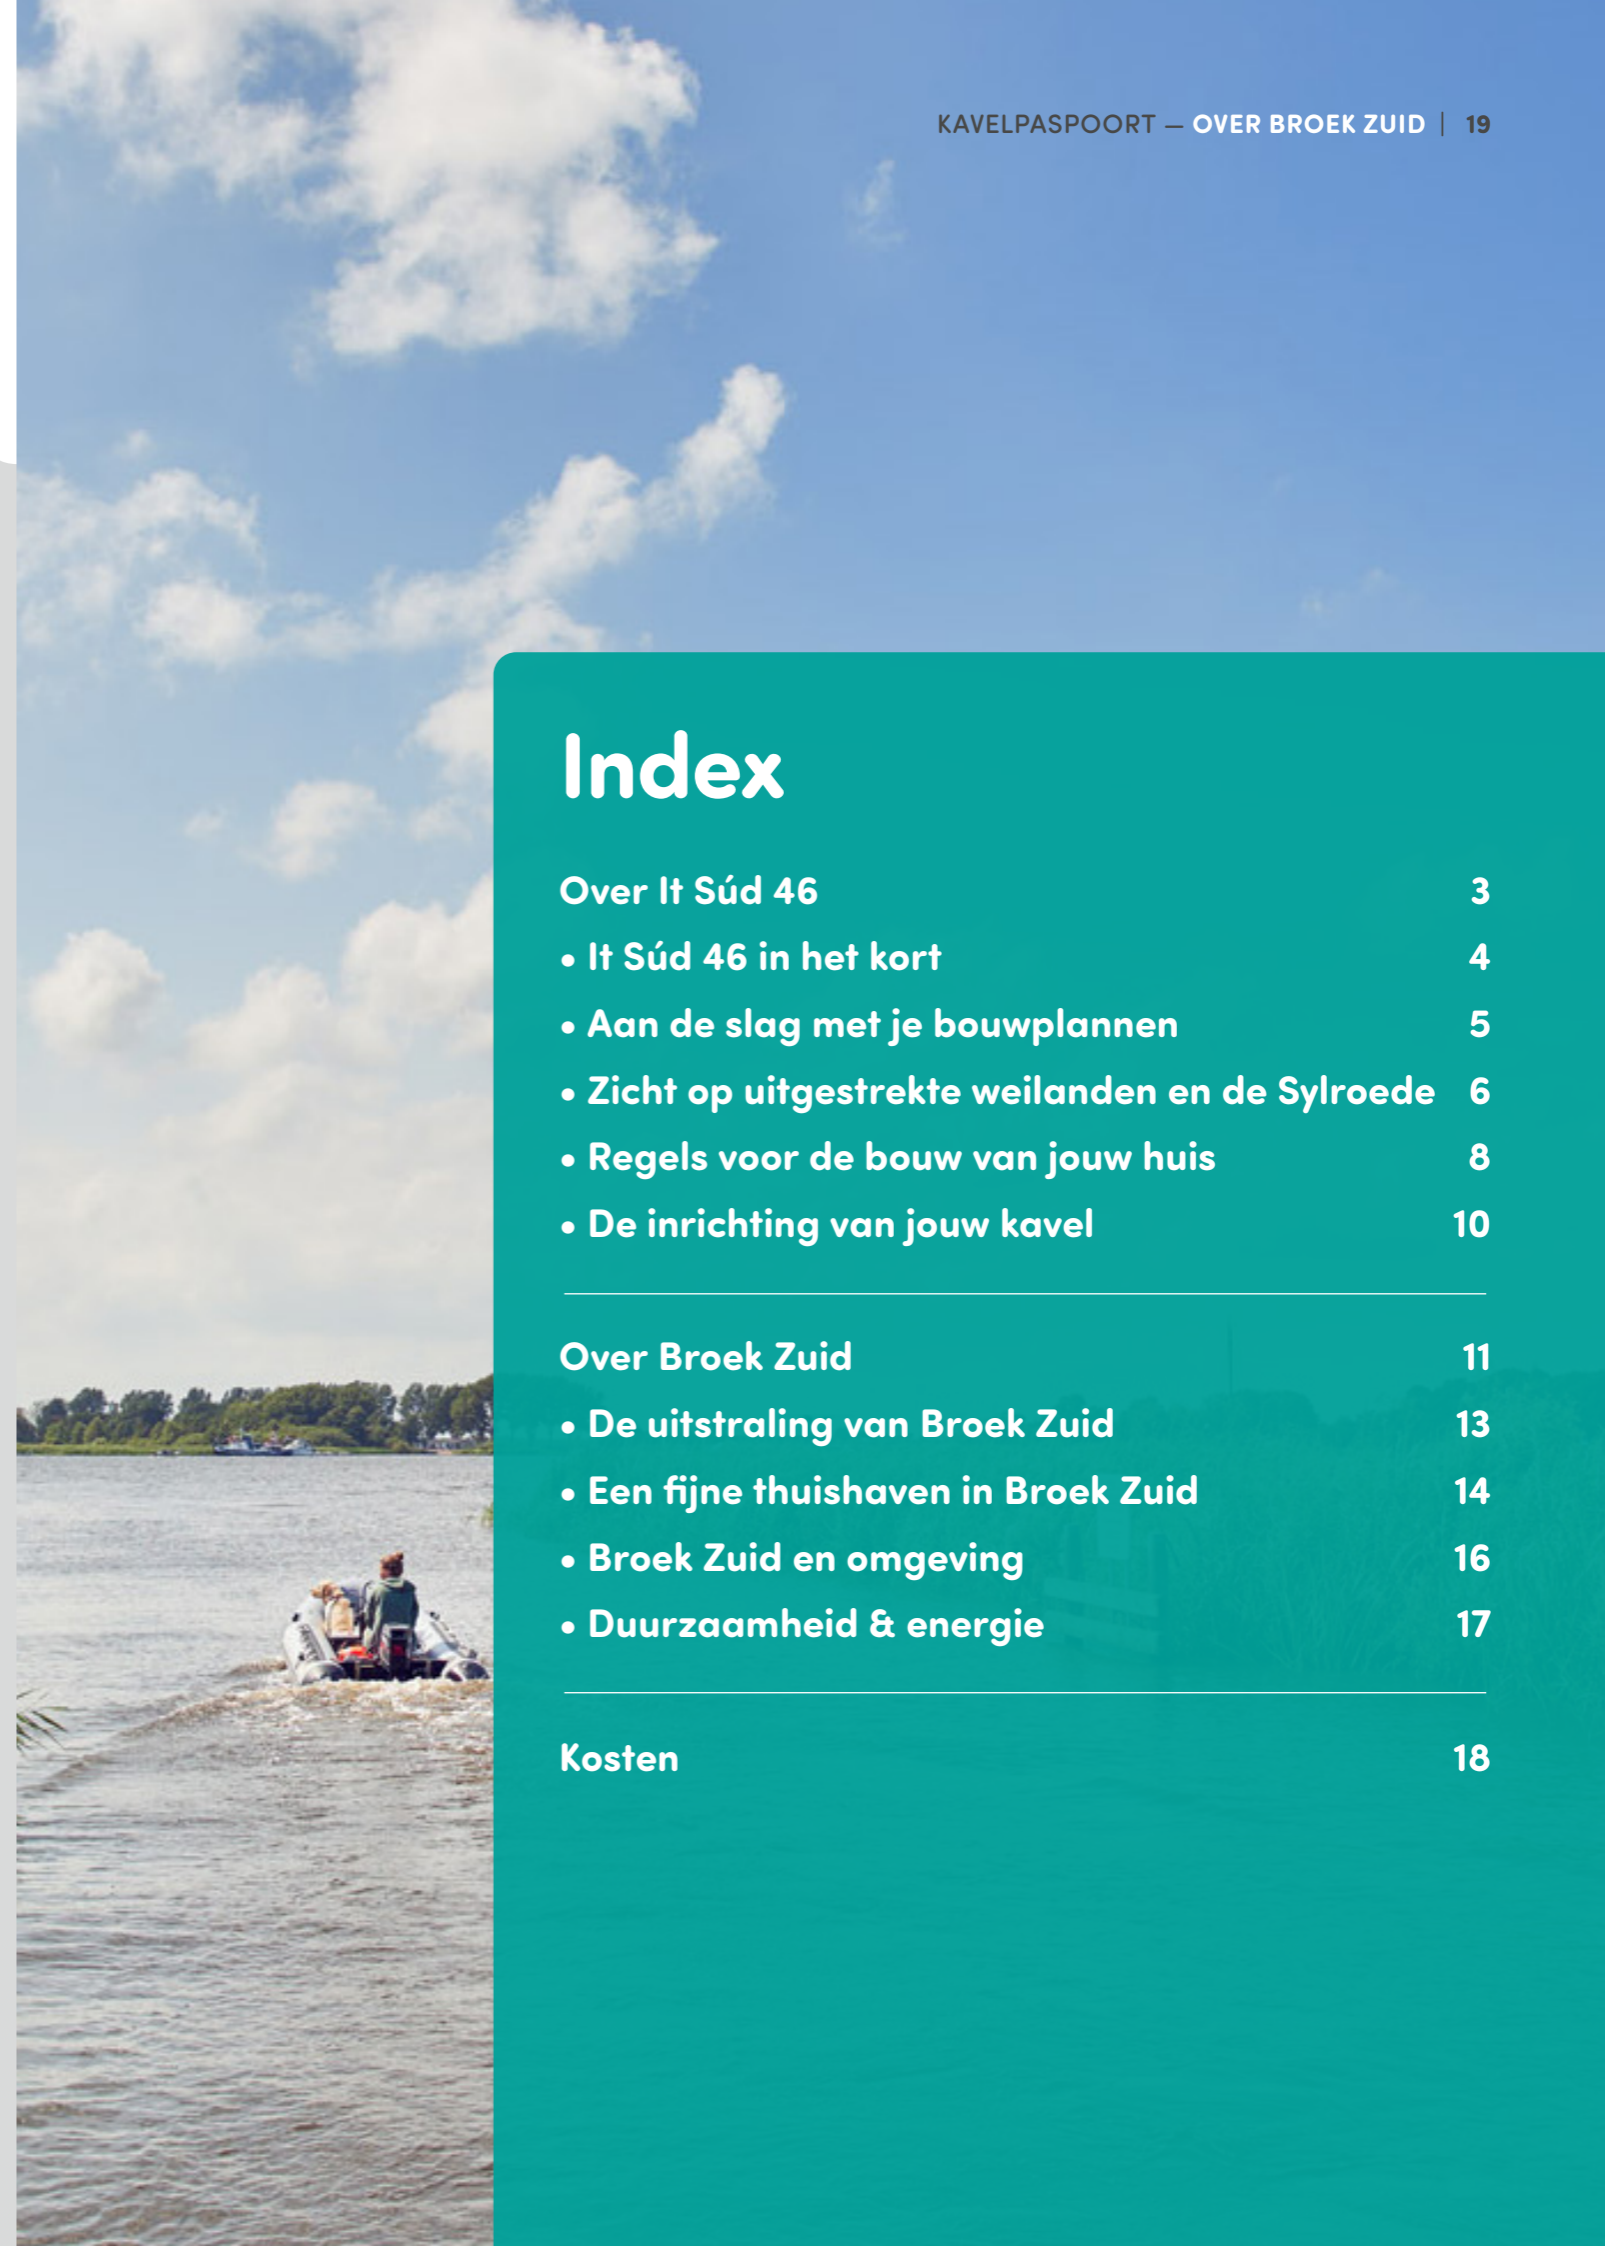 KAVELPASPOORT — OVER BROEK ZUID | 19
Index
Over It Súd 46 3
• It Súd 46 in het kort 4
• Aan de slag met je bouwplannen 5
• Zicht op uitgestrekte weilanden en de Sylroede 6
• Regels voor de bouw van jouw huis 8
• De inrichting van jouw kavel 10
Over Broek Zuid 11
• De uitstraling van Broek Zuid 13
• Een fijne thuishaven in Broek Zuid 14
• Broek Zuid en omgeving 16
• Duurzaamheid & energie 17
Kosten 18